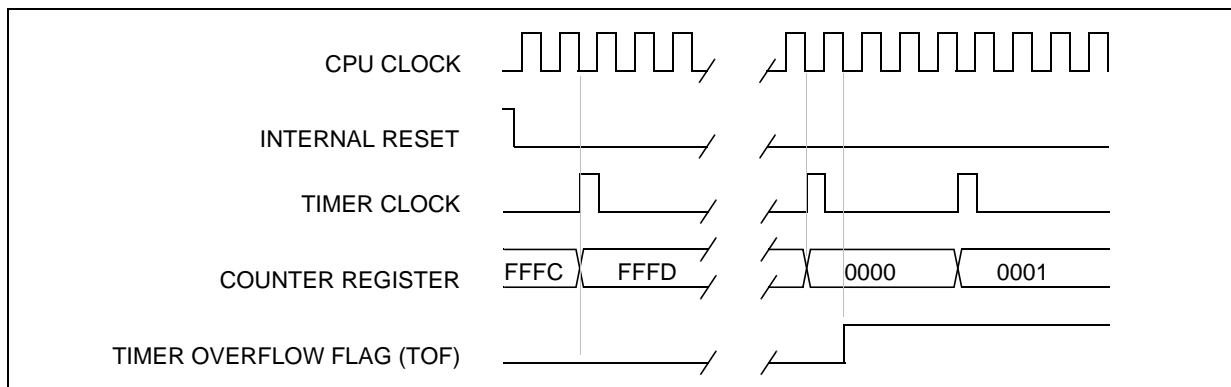 CPU CLOCK
INTERNAL RESET
TIMER CLOCK
COUNTER REGISTER
FFFC FFFD 0000 0001
TIMER OVERFLOW FLAG (TOF)